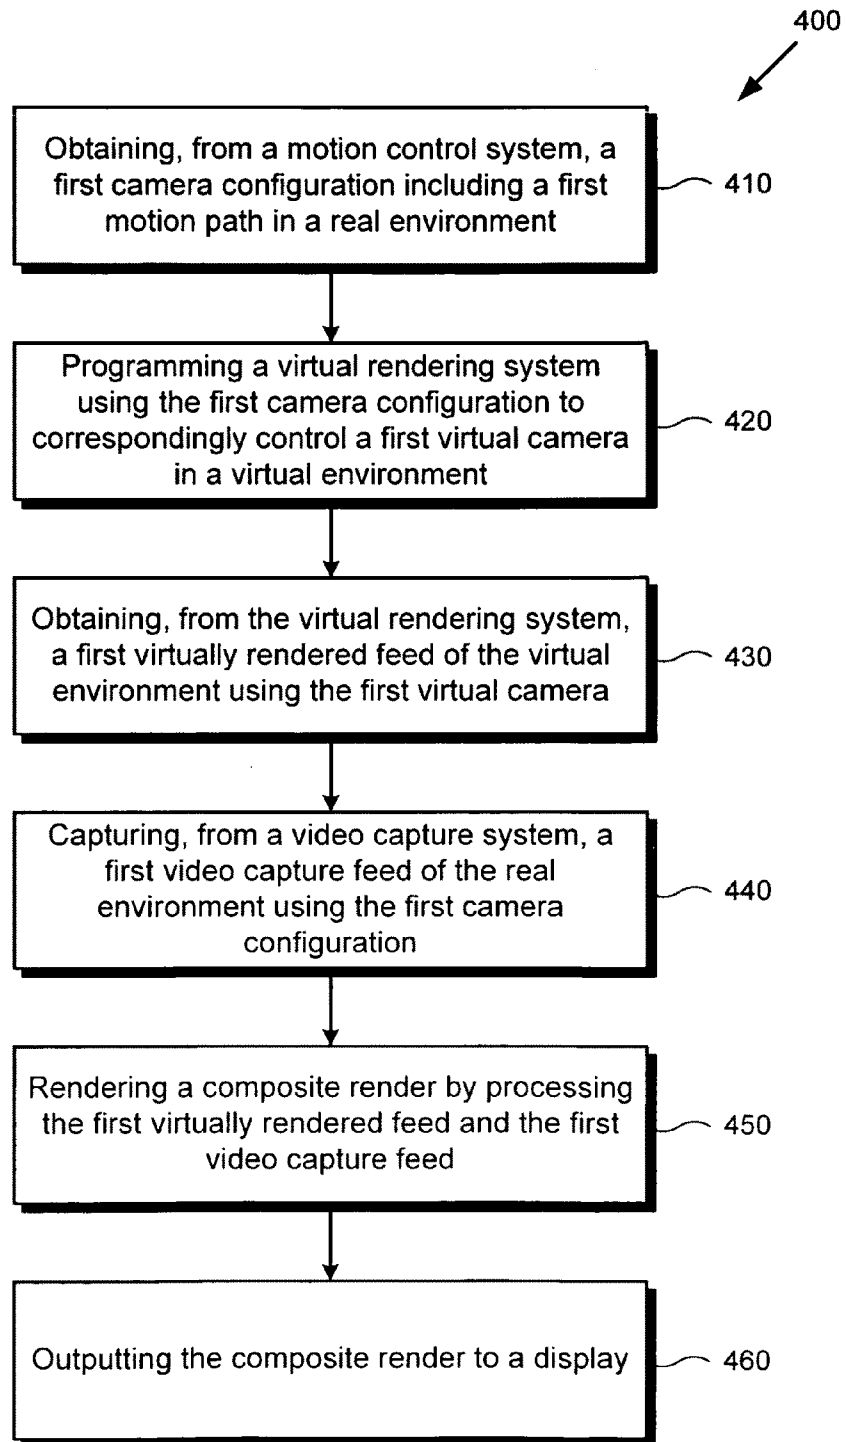 400
Obtaining, from a motion control system, a
first camera configuration including a first
motion path in a real environment
410
Programming a virtual rendering system
using the first camera configuration to
correspondingly control a first virtual camera
in a virtual environment
420
Obtaining, from the virtual rendering system,
a first virtually rendered feed of the virtual
environment using the first virtual camera
430
Capturing, from a video capture system, a
first video capture feed of the real
environment using the first camera
configuration
440
Rendering a composite render by processing
the first virtually rendered feed and the first
video capture feed
450
Outputting the composite render to a display
460